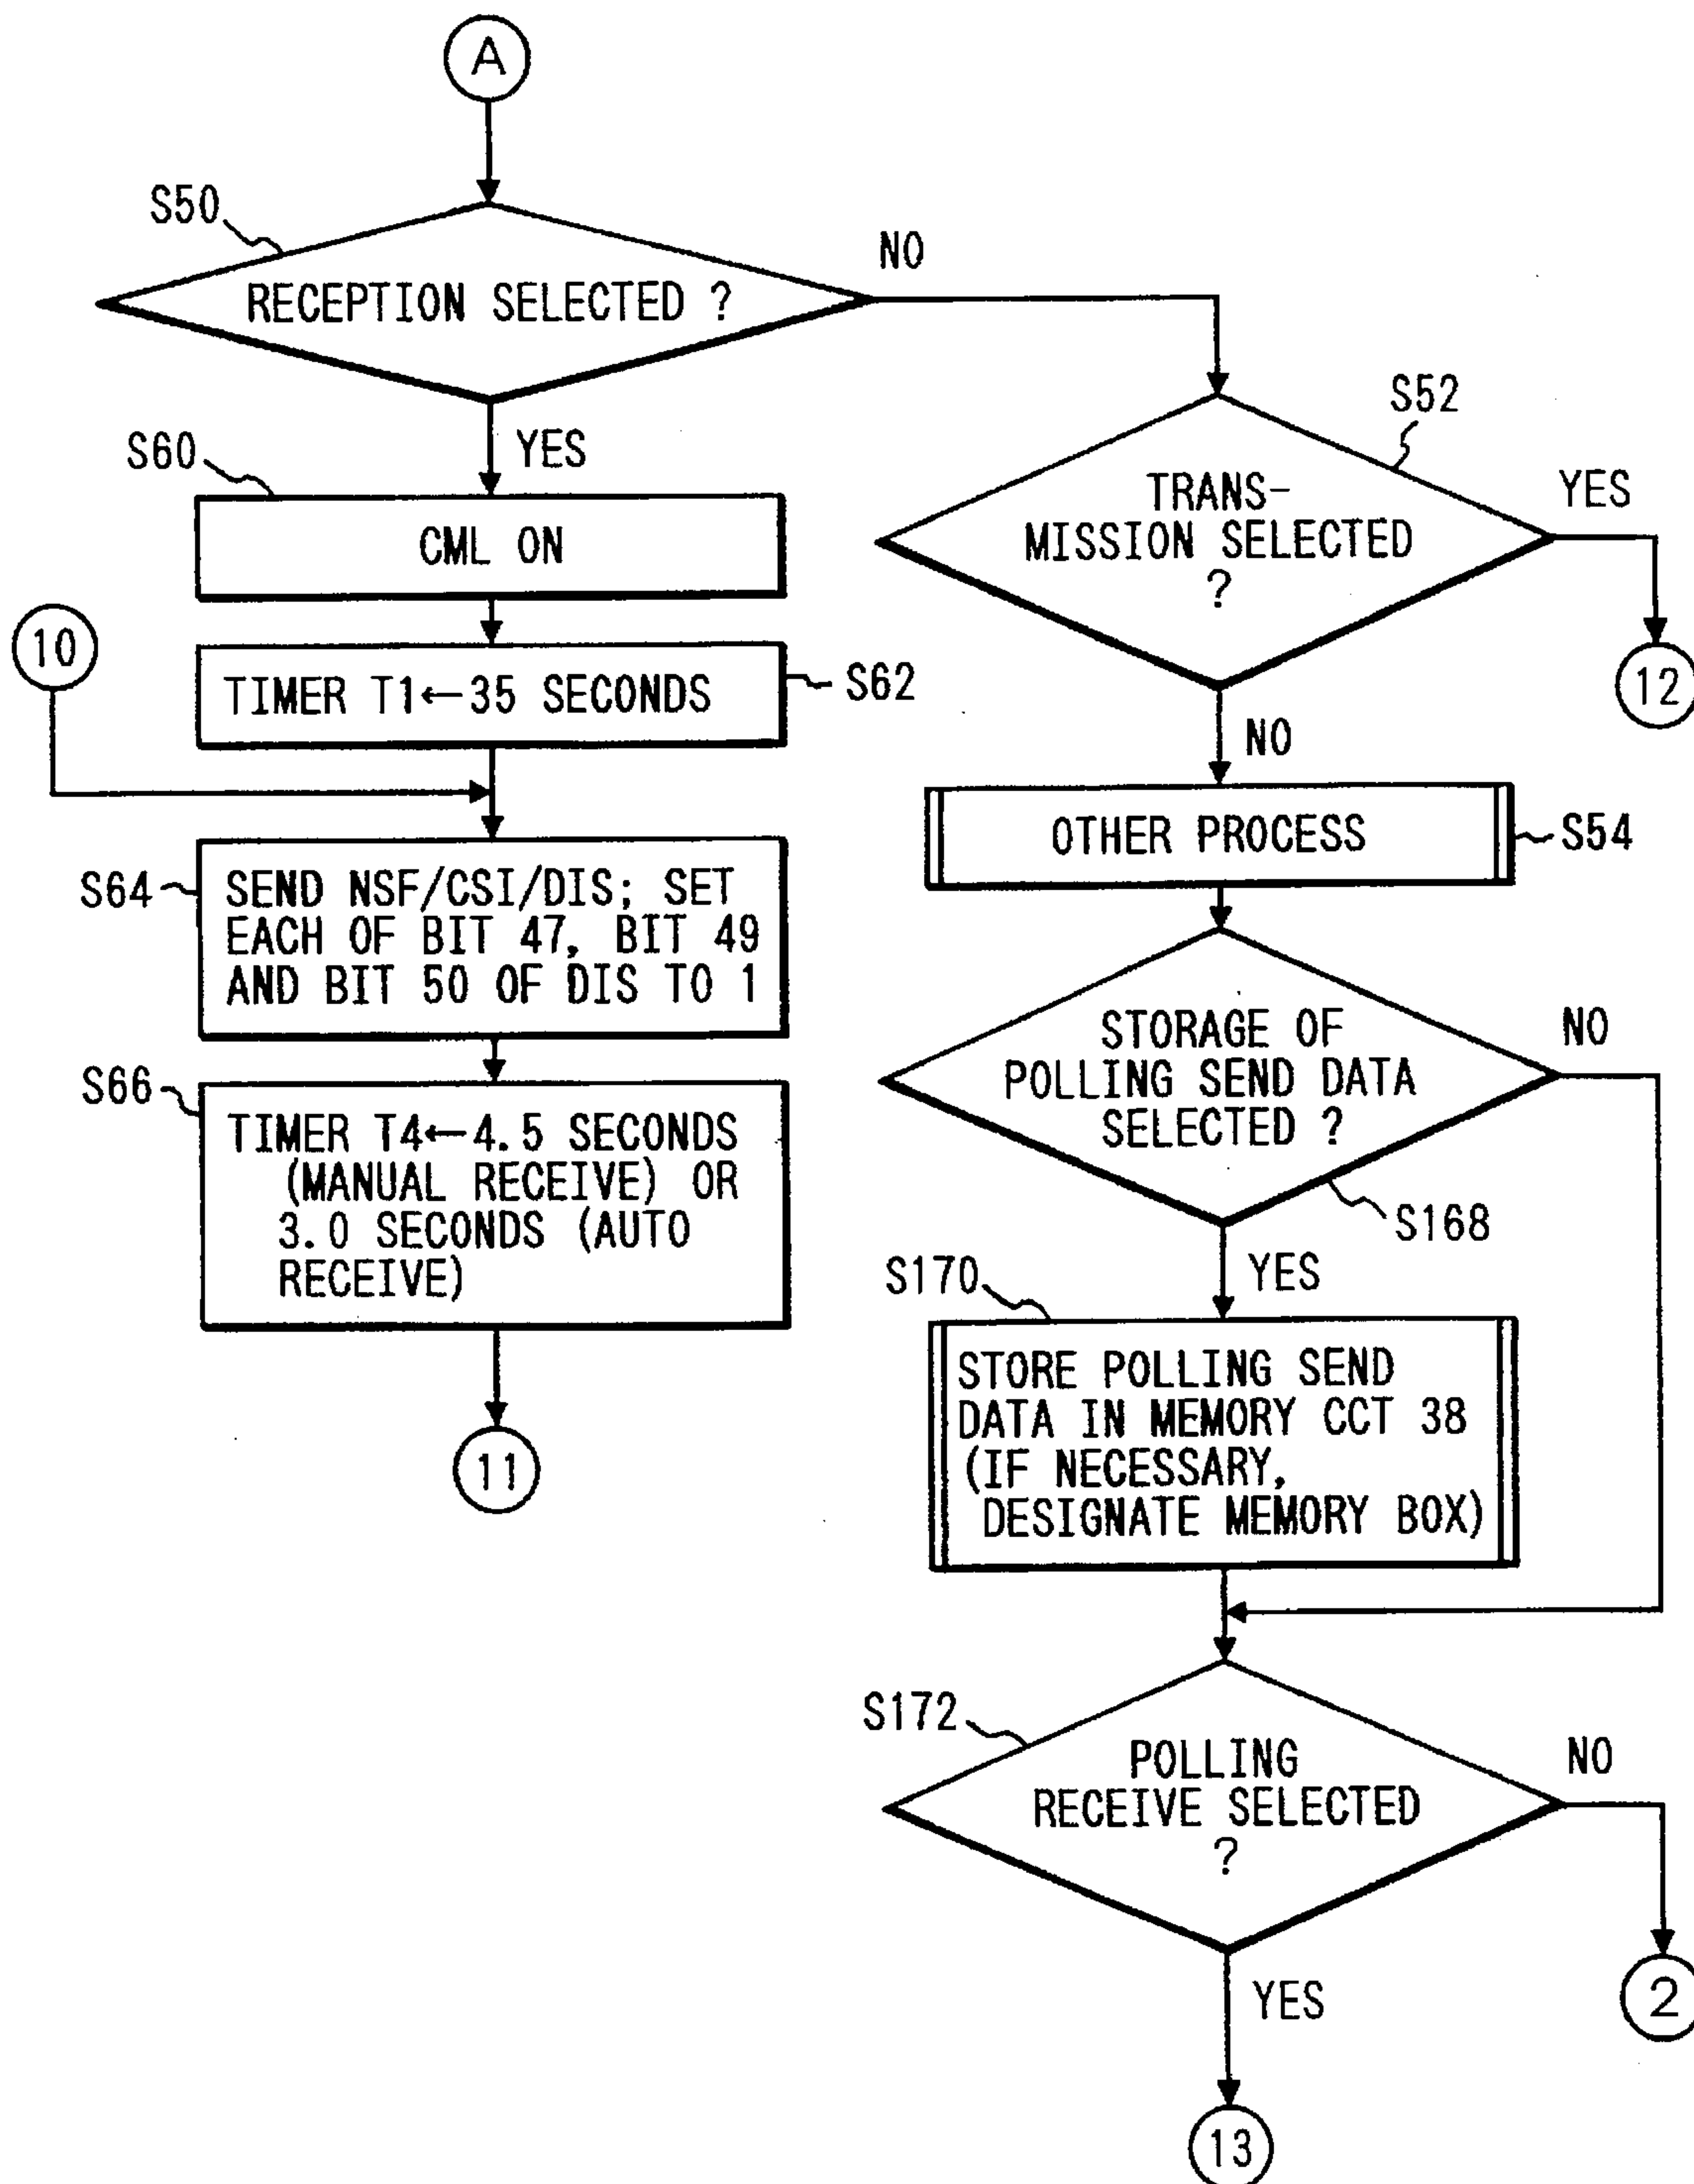 A
S50
RECEPTION SELECTED ?
NO
YES
S60
CML ON
10
TIMER T1←35 SECONDS
S62
S64
SEND NSF/CSI/DIS; SET
EACH OF BIT 47, BIT 49
AND BIT 50 OF DIS TO 1
S66
TIMER T4←4.5 SECONDS
(MANUAL RECEIVE) OR
3.0 SECONDS (AUTO
RECEIVE)
11
S52
TRANS-
MISSION SELECTED
?
YES
12
NO
OTHER PROCESS
S54
STORAGE OF
POLLING SEND DATA
SELECTED ?
NO
S168
YES
S170
STORE POLLING SEND
DATA IN MEMORY CCT 38
(IF NECESSARY,
DESIGNATE MEMORY BOX)
S172
POLLING
RECEIVE SELECTED
?
NO
2
YES
13